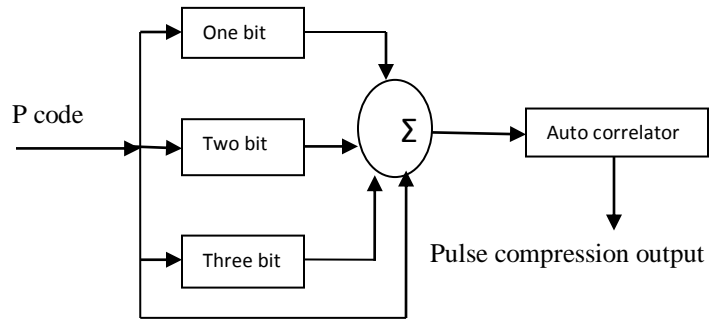 One bit
P code
Two bit
Σ
Auto correlator
Three bit
Pulse compression output